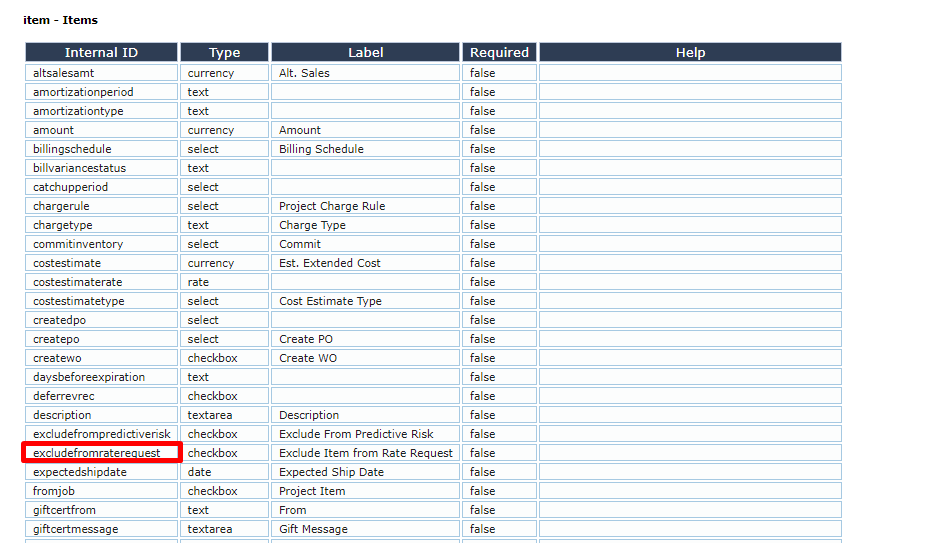 item - Items
Internal ID Type Label Required Help
altsalesamt currency Alt. Sales false
amortizationperiod text false
amortizationtype text false
amount currency Amount false
billingschedule select Billing Schedule false
billvariancestatus text false
catchupperiod select false
chargerule select Project Charge Rule false
chargetype text Charge Type false
commitinventory select Commit false
costestimate currency Est. Extended Cost false
costestimaterate rate false
costestimatetype select Cost Estimate Type false
createdpo select false
createpo select Create PO false
createwo checkbox Create WO false
daysbeforeexpiration text false
deferrevrec checkbox false
description textarea Description false
excludefrompredictiverisk checkbox Exclude From Predictive Risk false
excludefromraterequest checkbox Exclude Item from Rate Request false
expectedshipdate date Expected Ship Date false
fromjob checkbox Project Item false
giftcertfrom text From false
giftcertmessage textarea Gift Message false